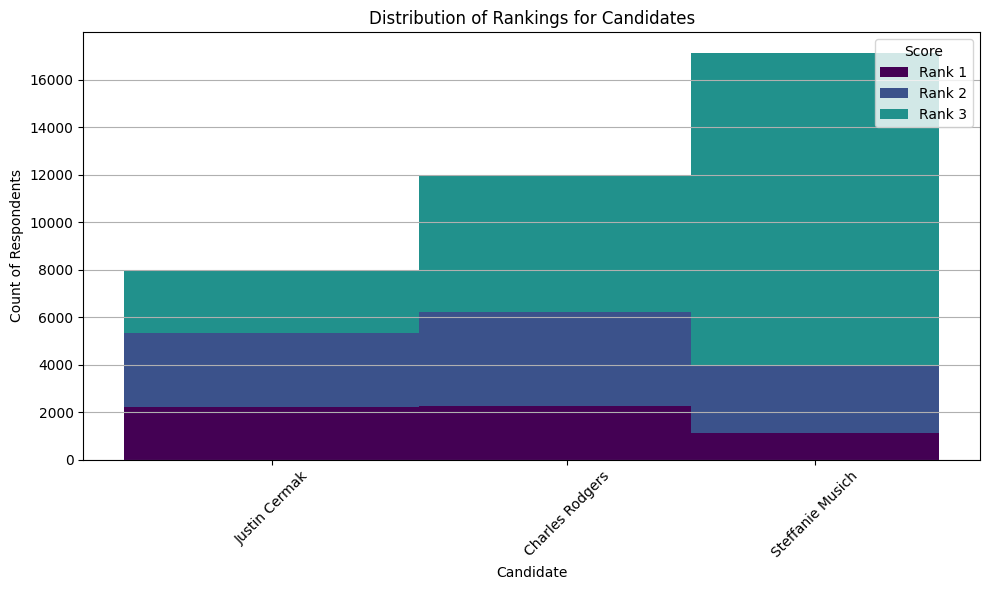 Distribution of Rankings for Candidates
Score
Rank 1
Rank 2
Rank 3
Count of Respondents
16000
14000
12000
10000
8000
6000
4000
2000
0
Justin Cermak
Charles Rodgers
Steffanie Musich
Candidate